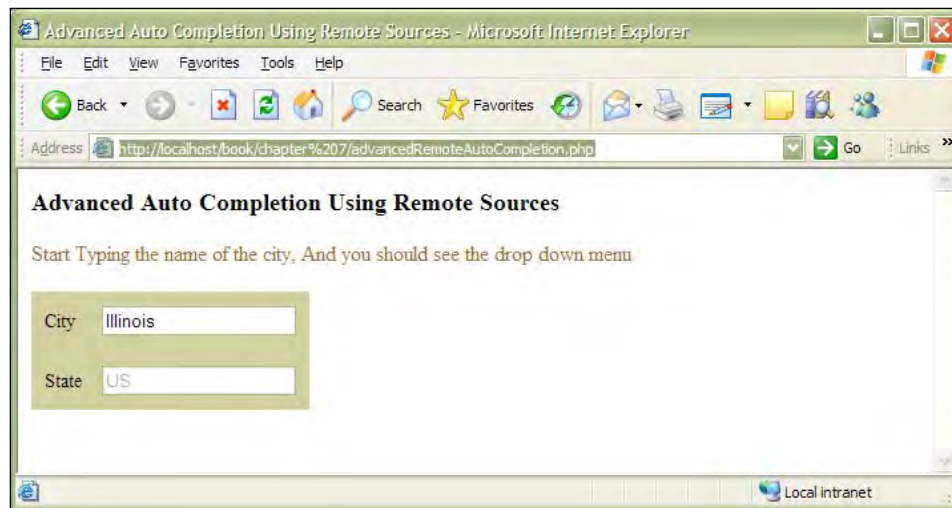 Advanced Auto Completion Using Remote Sources - Microsoft Internet Explorer
File Edit View Favorites Tools Help
Back Search Favorites
Address http://localhost/book/chapter%207/advancedRemoteAutoCompletion.php Go Links »
Advanced Auto Completion Using Remote Sources
Start Typing the name of the city, And you should see the drop down menu
City Illinois
State US
Local intranet